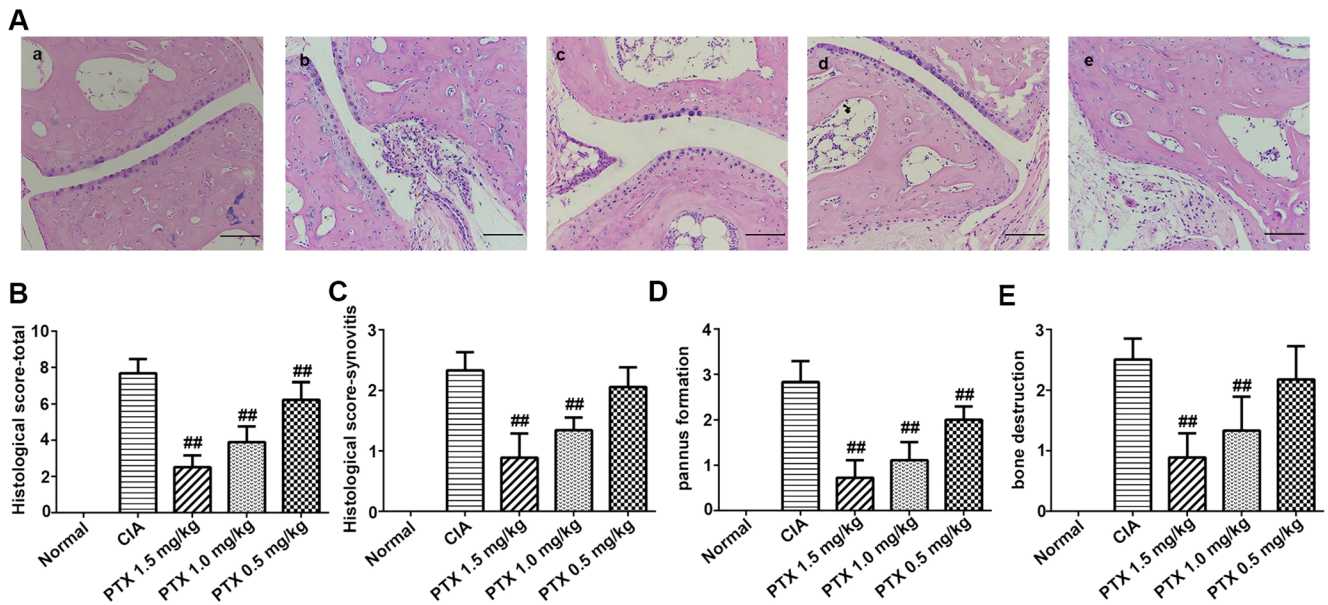 A
a
b
c
d
e
B
Histological score-total
10
8
6
4
2
0
##
##
##
Normal
CIA
PTX 1.5 mg/kg
PTX 1.0 mg/kg
PTX 0.5 mg/kg
C
Histological score-synovitis
3
2
1
0
##
##
Normal
CIA
PTX 1.5 mg/kg
PTX 1.0 mg/kg
PTX 0.5 mg/kg
D
pannus formation
4
3
2
1
0
##
##
##
Normal
CIA
PTX 1.5 mg/kg
PTX 1.0 mg/kg
PTX 0.5 mg/kg
E
bone destruction
3
2
1
0
##
##
Normal
CIA
PTX 1.5 mg/kg
PTX 1.0 mg/kg
PTX 0.5 mg/kg